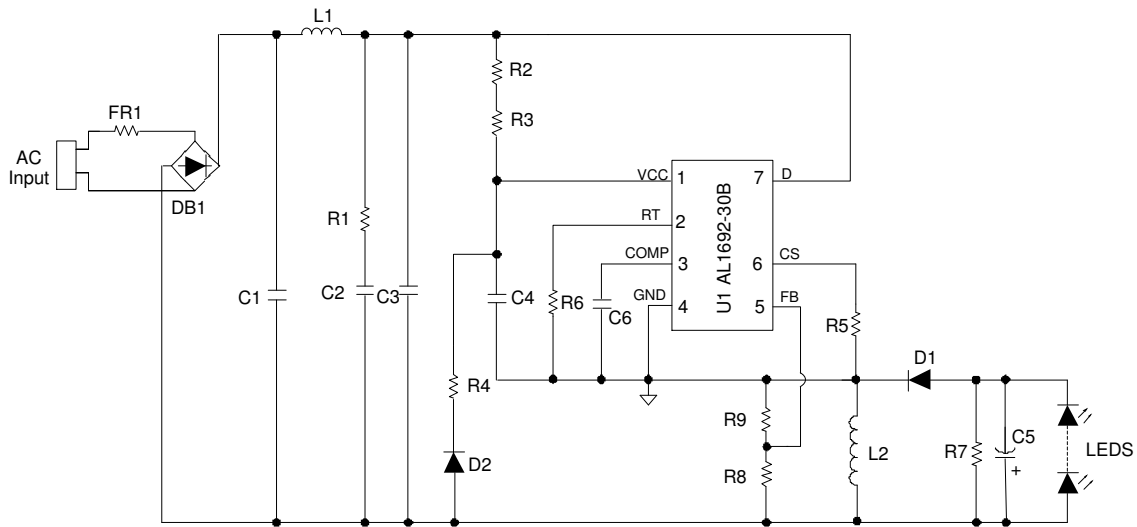 L1
R2
FR1
R3
AC
Input
VCC
1
7
D
DB1
R1
RT
2
U1 AL1692-30B
COMP
3
6
CS
C1
C2
C3
C4
R6
C6
GND
4
5
FB
R5
D1
R4
R9
L2
R7
C5
+
LEDS
D2
R8